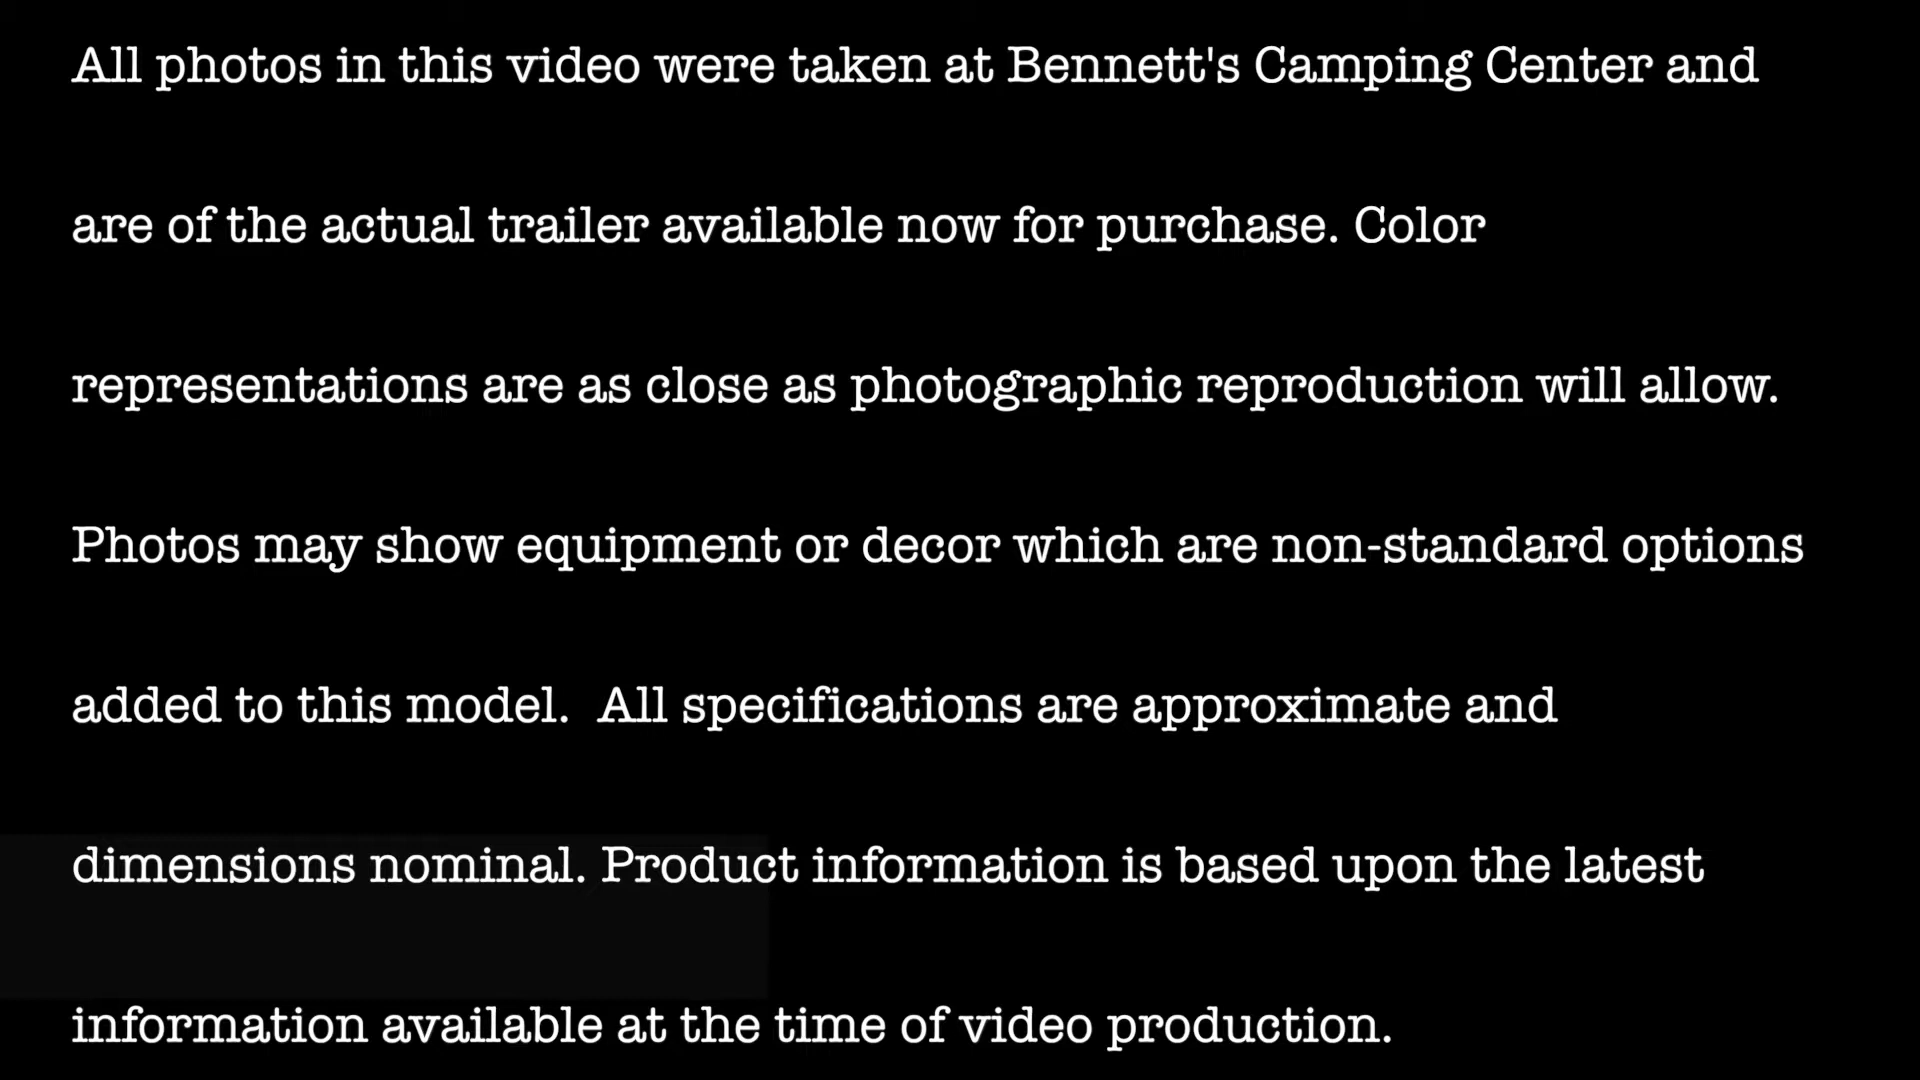 All photos in this video were taken at Bennett's Camping Center and
are of the actual trailer available now for purchase. Color
representations are as close as photographic reproduction will allow.
Photos may show equipment or decor which are non-standard options
added to this model.  All specifications are approximate and
dimensions nominal. Product information is based upon the latest
information available at the time of video production.